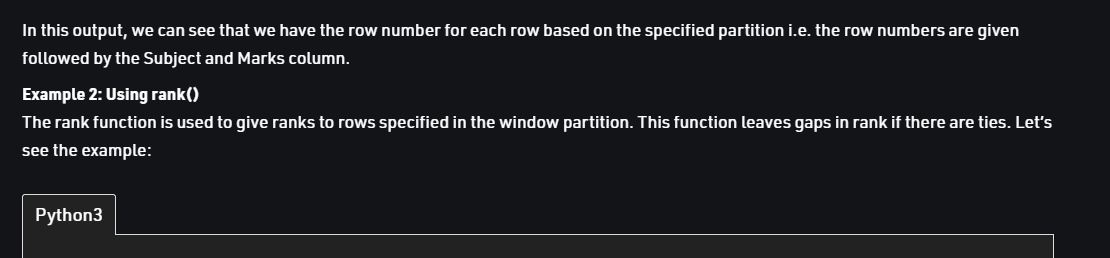 In this output, we can see that we have the row number for each row based on the specified partition i.e. the row numbers are given
followed by the Subject and Marks column.
Example 2: Using rank()
The rank function is used to give ranks to rows specified in the window partition. This function leaves gaps in rank if there are ties. Let's
see the example:
Python3